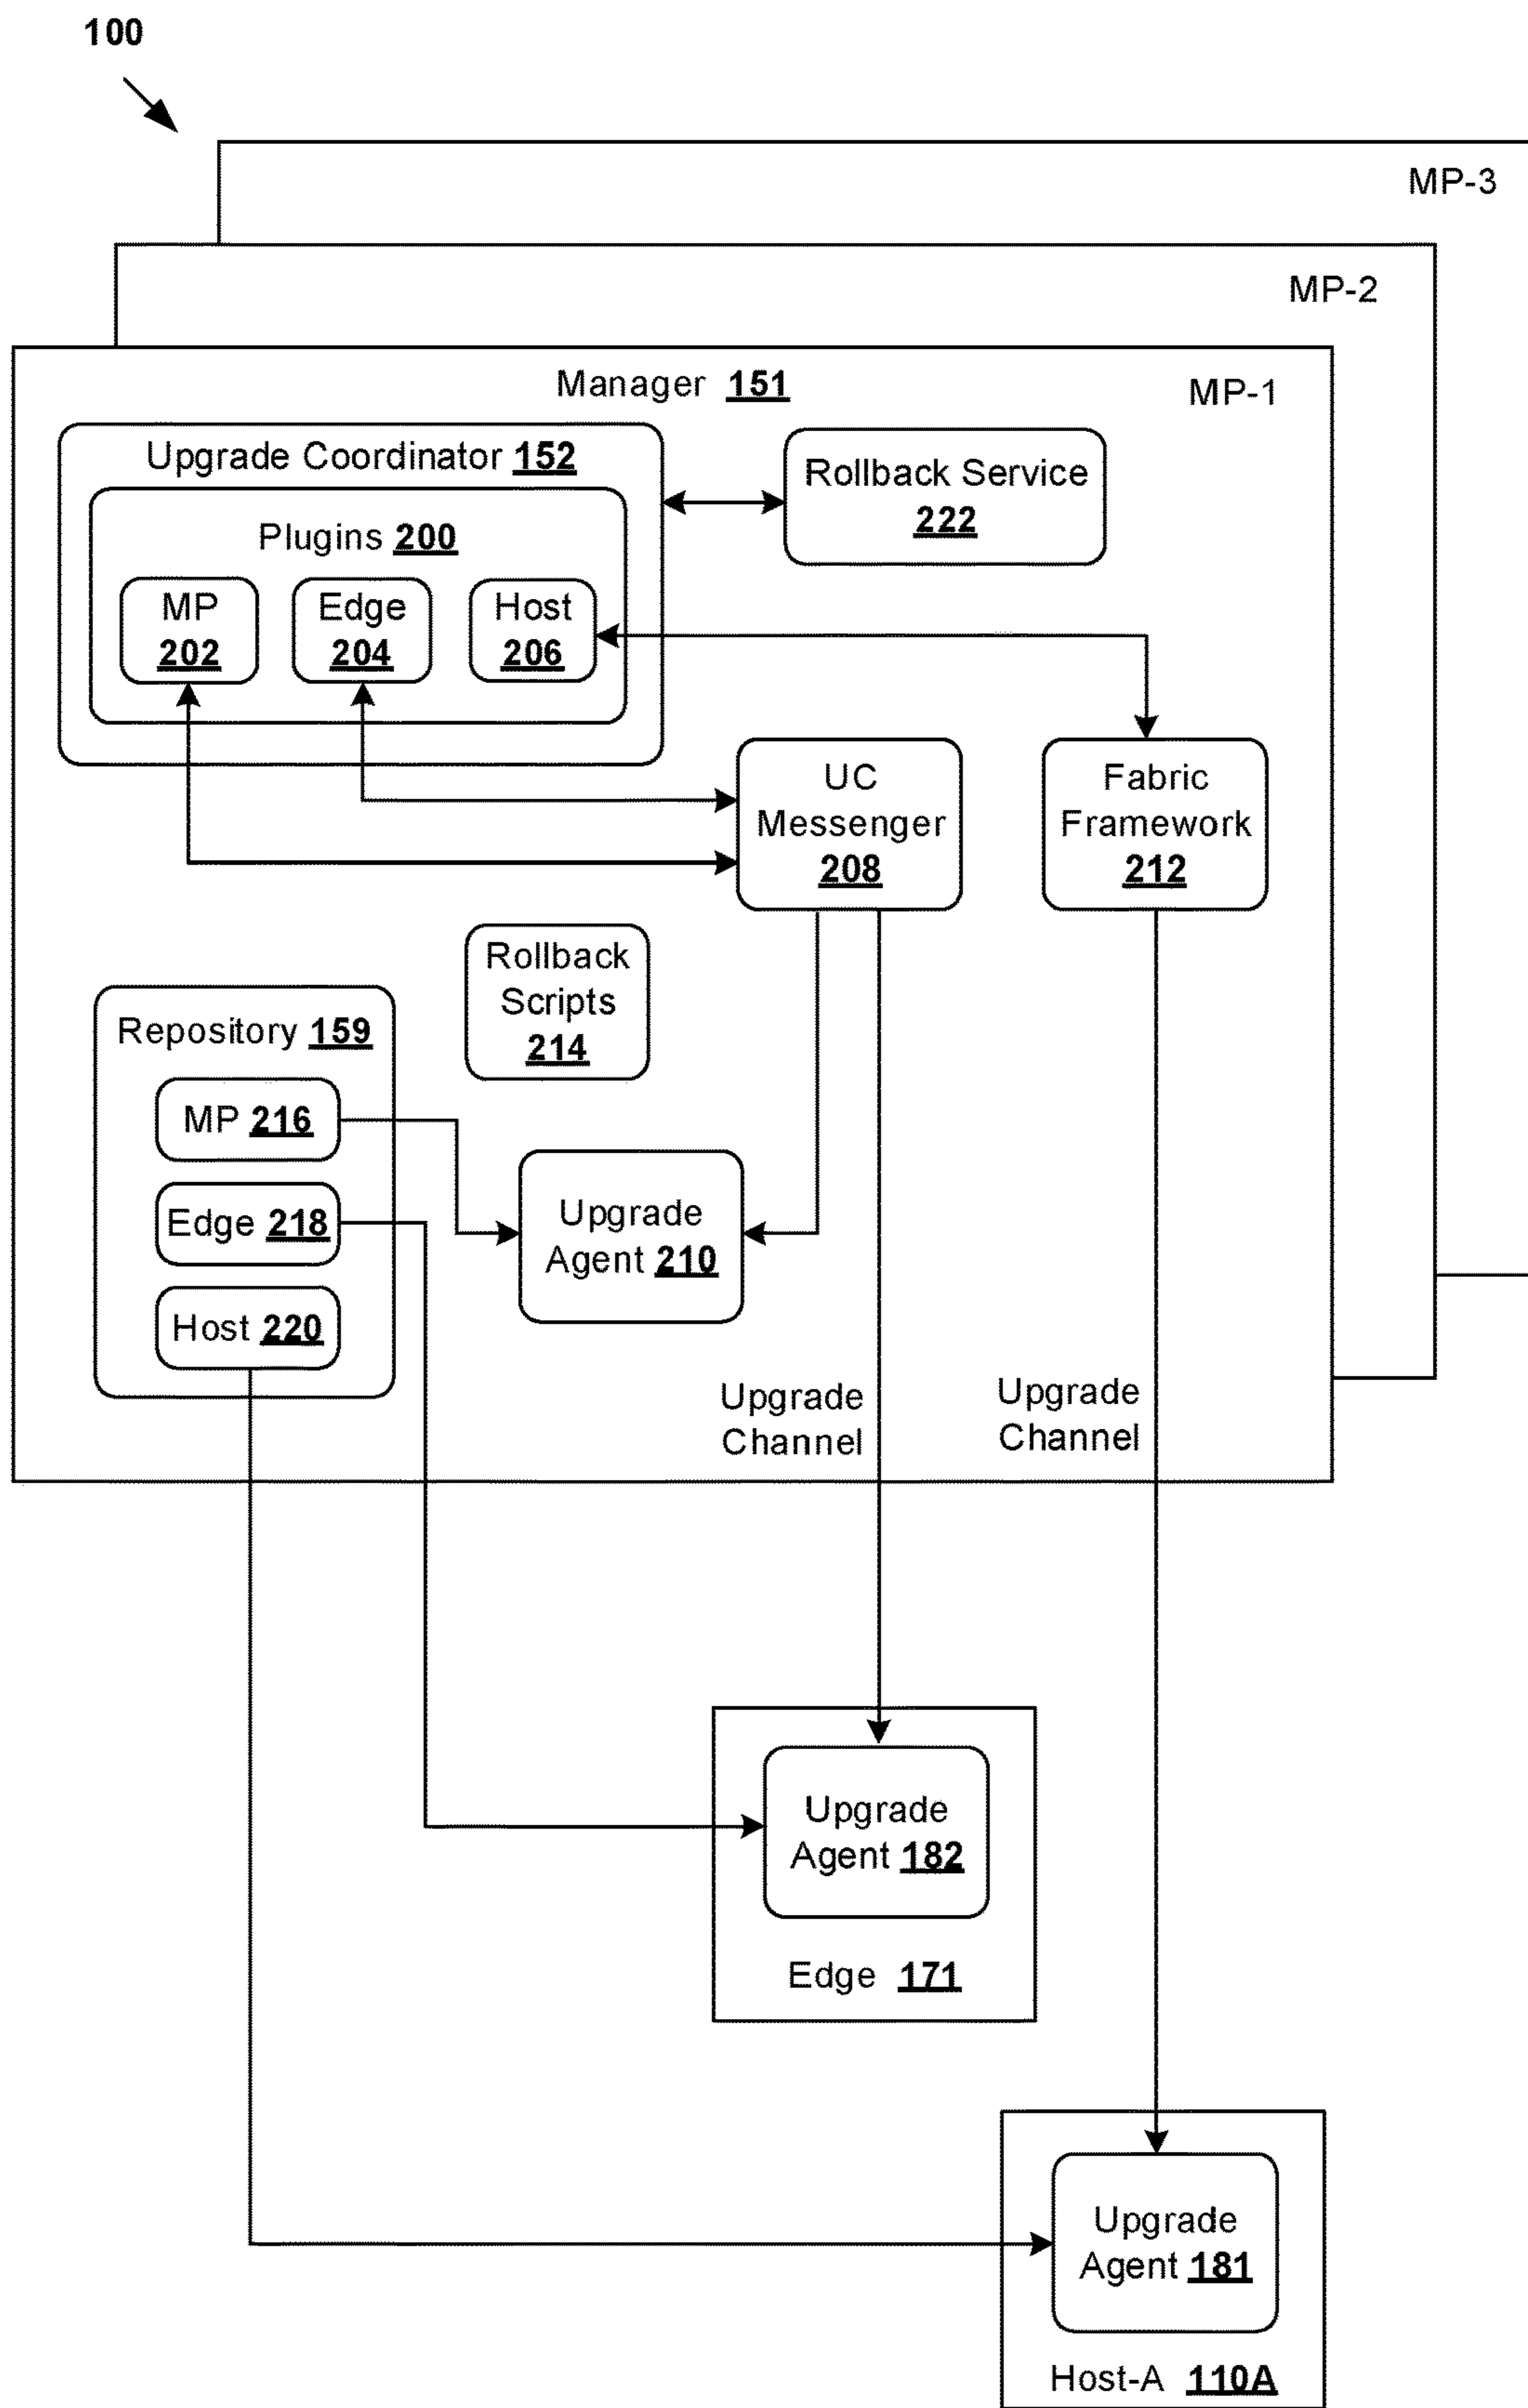 100
MP-3
MP-2
Manager 151
MP-1
Upgrade Coordinator 152
Rollback Service
222
Plugins 200
MP
202
Edge
204
Host
206
UC
Messenger
208
Fabric
Framework
212
Rollback
Scripts
214
Repository 159
MP 216
Edge 218
Host 220
Upgrade
Agent 210
Upgrade
Channel
Upgrade
Channel
Upgrade
Agent 182
Edge 171
Upgrade
Agent 181
Host-A 110A